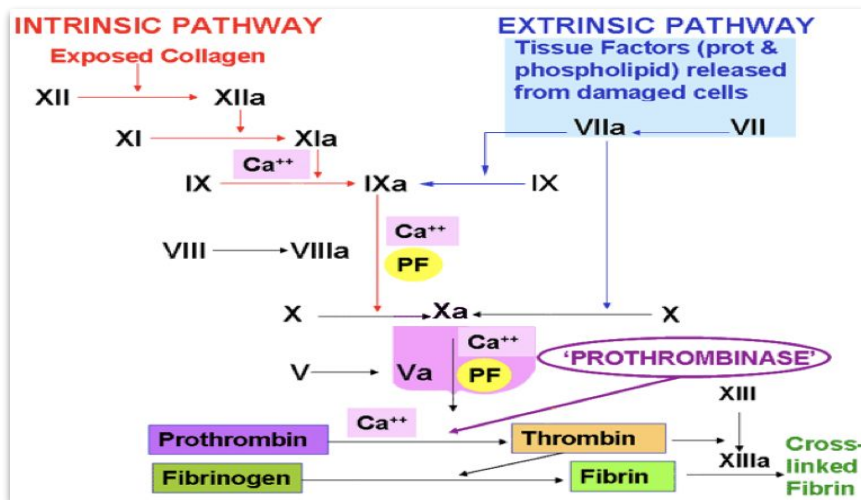 INTRINSIC PATHWAY
EXTRINSIC PATHWAY
Exposed Collagen
Tissue Factors (prot &
phospholipid) released
from damaged cells
XII
XIIa
VIIa
VII
XI
XIa
Ca⁺⁺
IX
IXa
IX
Ca⁺⁺
VIII
VIIIa
PF
X
Xa
X
Ca⁺⁺
'PROTHROMBINASE'
V
Va
PF
XIII
Ca⁺⁺
Prothrombin
Thrombin
XIIIa
Cross-
linked
Fibrin
Fibrinogen
Fibrin